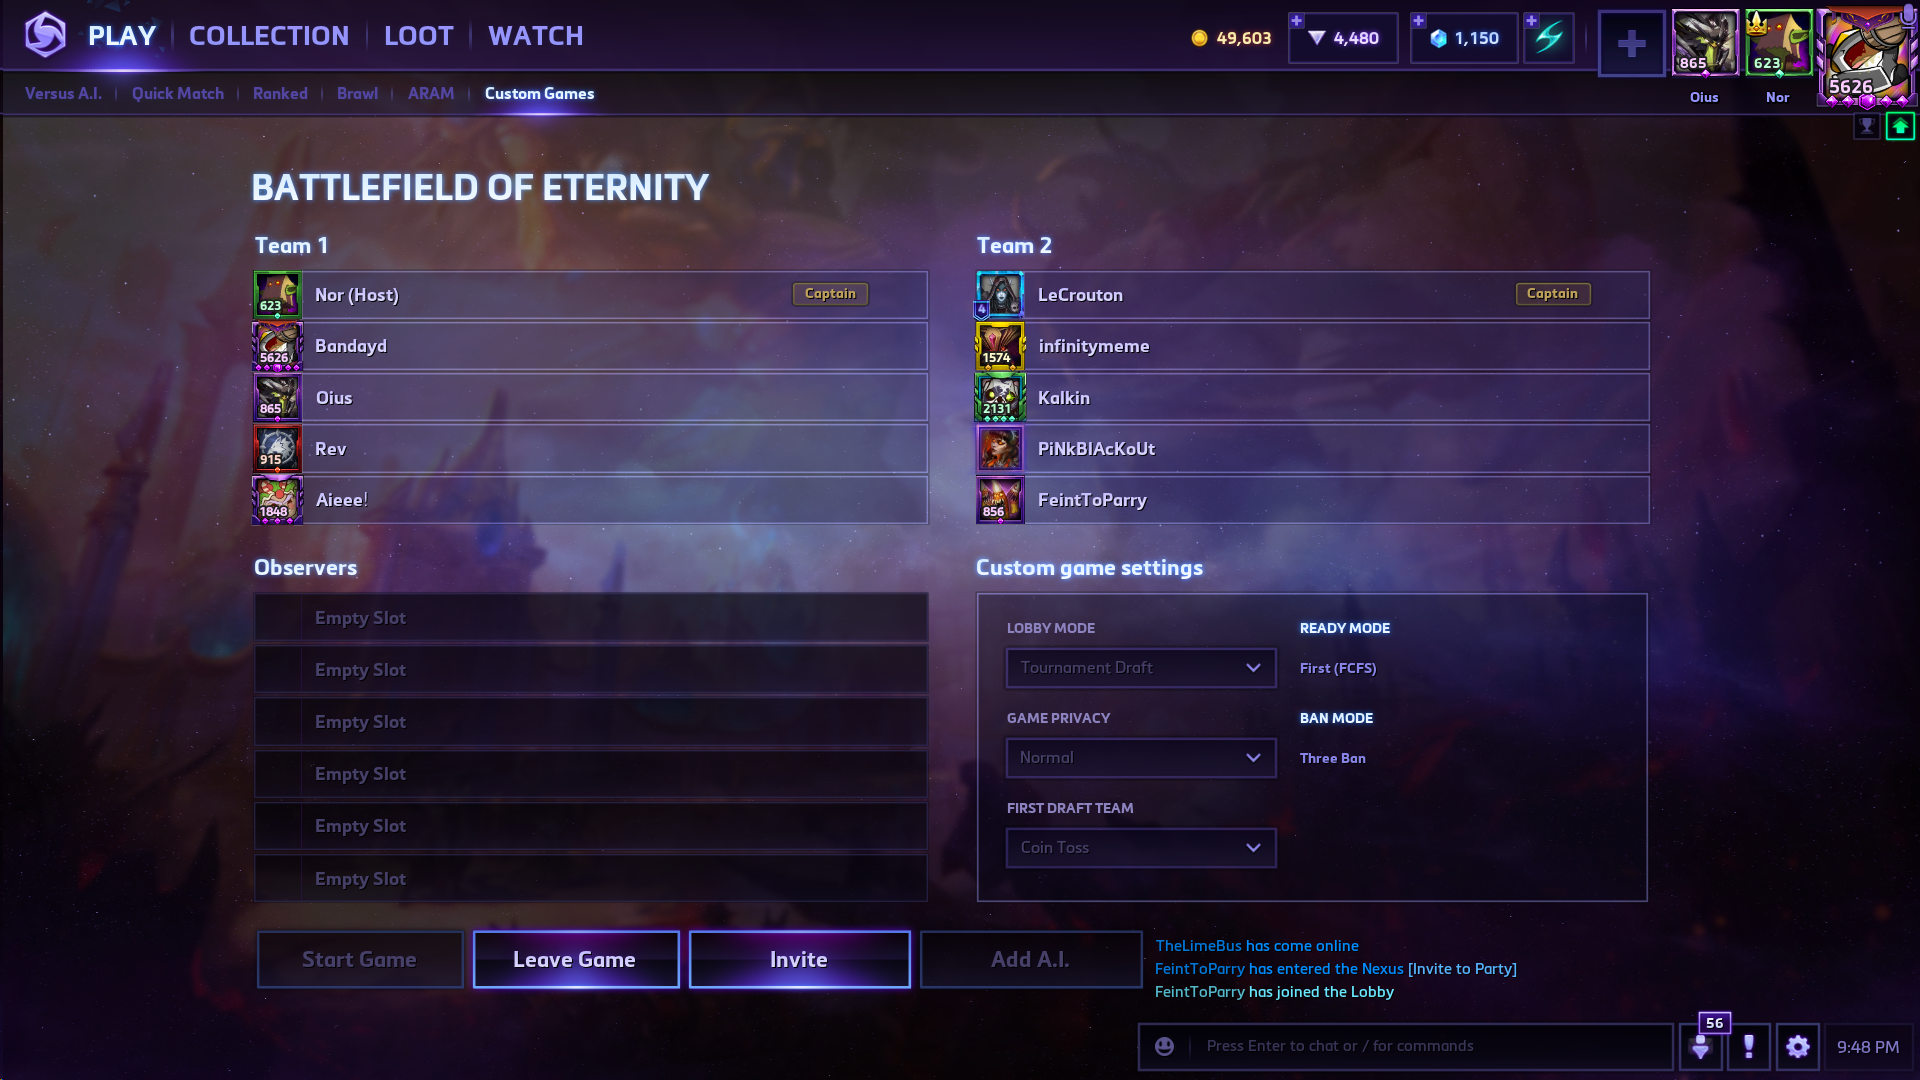 PLAY COLLECTION LOOT WATCH
49,603 4,480 1,150
865 623 5626
Oius Nor
Versus A.I. Quick Match Ranked Brawl ARAM Custom Games
BATTLEFIELD OF ETERNITY
Team 1
623 Nor (Host) Captain
5626 Bandayd
865 Oius
915 Rev
1848 Aieee!
Team 2
4 LeCrouton Captain
1574 infinitymeme
2131 Kalkin
PiNkBlAcKoUt
856 FeintToParry
Observers
Empty Slot
Empty Slot
Empty Slot
Empty Slot
Empty Slot
Empty Slot
Custom game settings
LOBBY MODE READY MODE
Tournament Draft First (FCFS)
GAME PRIVACY BAN MODE
Normal Three Ban
FIRST DRAFT TEAM
Coin Toss
Start Game Leave Game Invite Add A.I.
TheLimeBus has come online
FeintToParry has entered the Nexus [Invite to Party]
FeintToParry has joined the Lobby
56
Press Enter to chat or / for commands
9:48 PM